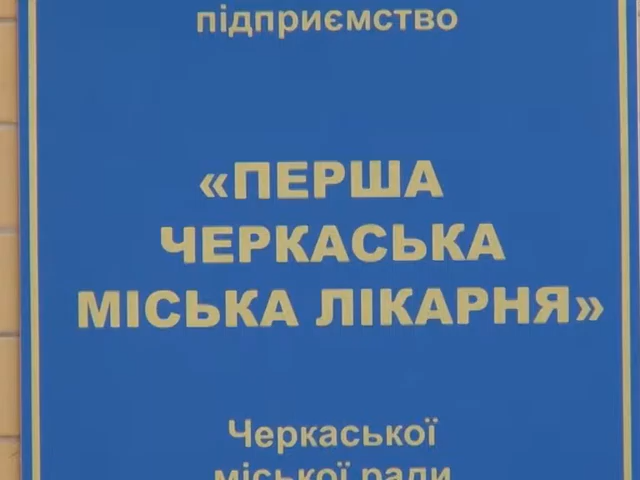 підприємство
«ПЕРША
ЧЕРКАСЬКА
МІСЬКА ЛІКАРНЯ»
Черкаської
міської ради